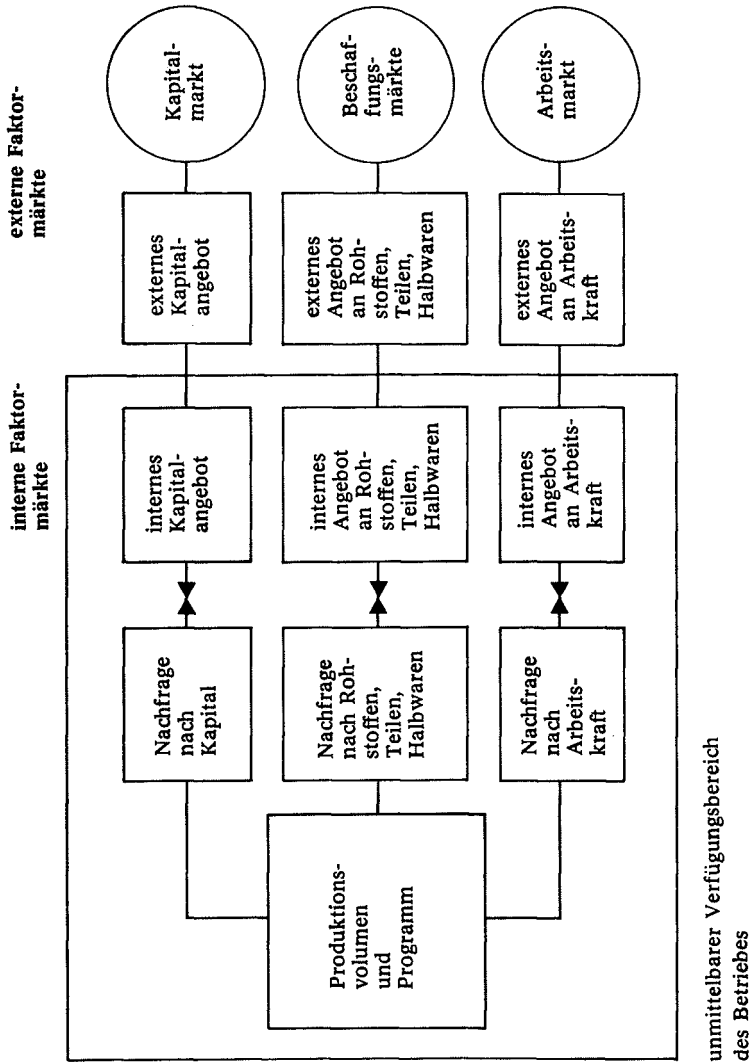 interne Faktor-
märkte
externe Faktor-
märkte
Produktions-
volumen
und
Programm
Nachfrage
nach
Kapital
internes
Kapital-
angebot
externes
Kapital-
angebot
Kapital-
markt
Nachfrage
nach Roh-
stoffen,
Teilen,
Halbwaren
internes
Angebot
an Roh-
stoffen,
Teilen,
Halbwaren
externes
Angebot
an Roh-
stoffen,
Teilen,
Halbwaren
Beschaf-
fungs-
märkte
Nachfrage
nach
Arbeits-
kraft
internes
Angebot
an Arbeits-
kraft
externes
Angebot
an Arbeits-
kraft
Arbeits-
markt
unmittelbarer Verfügungsbereich
des Betriebes